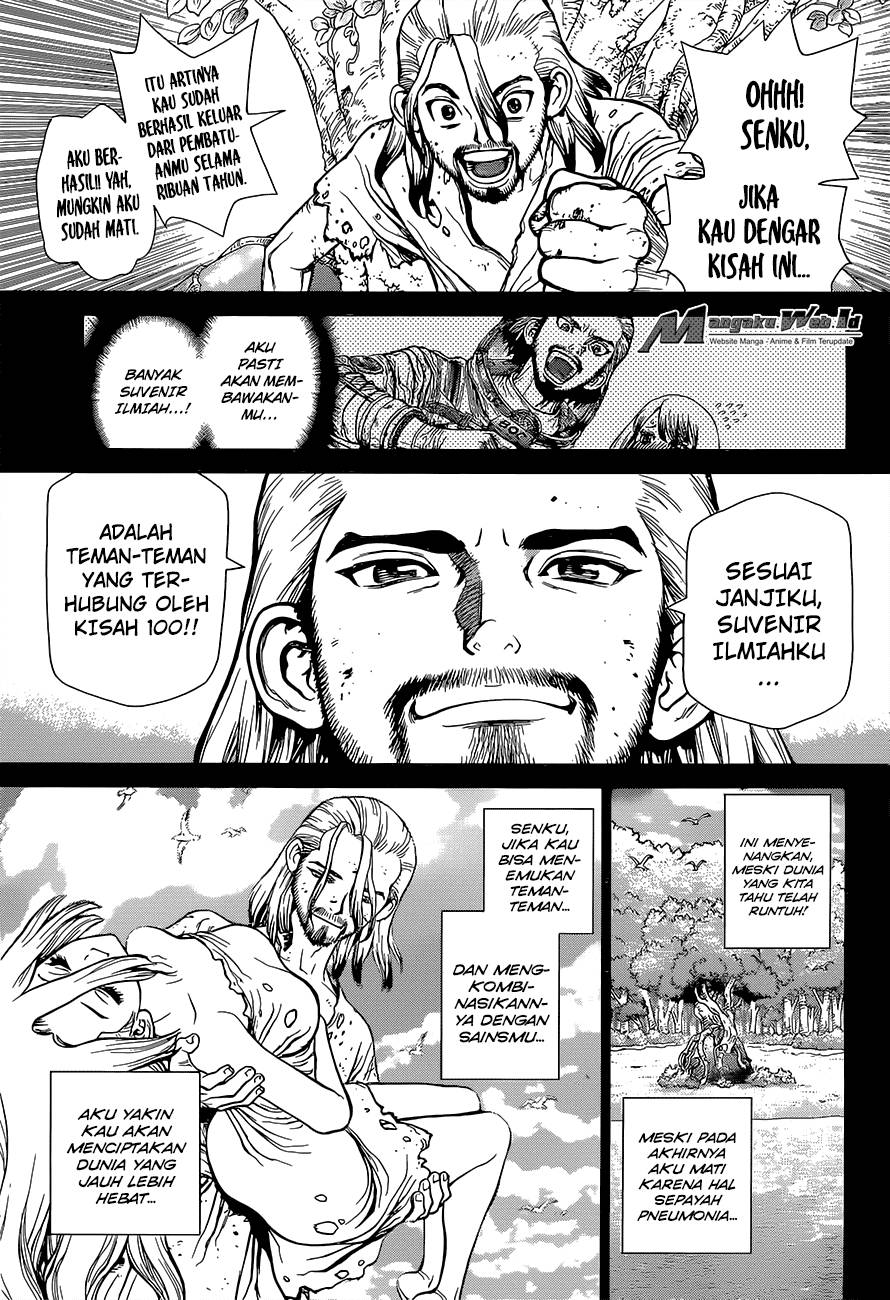 OHHH!
SENKU,
JIKA
KAU DENGAR
KISAH INI...
ITU ARTINYA
KAU SUDAH
BERHASIL KELUAR
DARI PEMBATU-
ANMU SELAMA
RIBUAN TAHUN.
AKU BER-
HASIL!! YAH,
MUNGKIN AKU
SUDAH MATI.
Mangaku.Web.Id
Website Manga - Anime & Film Terupdate
AKU
PASTI
AKAN MEM-
BAWAKAN-
MU...
BANYAK
SUVENIR
ILMIAH...!
SESUAI
JANJIKU,
SUVENIR
ILMIAHKU
...
ADALAH
TEMAN-TEMAN
YANG TER-
HUBUNG OLEH
KISAH 100!!
INI MENYE-
NANGKAN,
MESKI DUNIA
YANG KITA
TAHU TELAH
RUNTUH!
MESKI PADA
AKHIRNYA
AKU MATI
KARENA HAL
SEPAYAH
PNEUMONIA...
SENKU,
JIKA KAU
BISA MEN-
EMUKAN
TEMAN-
TEMAN...
DAN MENG-
KOMBI-
NASIKANN-
YA DENGAN
SAINSMU...
AKU YAKIN
KAU AKAN
MENCIPTAKAN
DUNIA YANG
JAUH LEBIH
HEBAT...